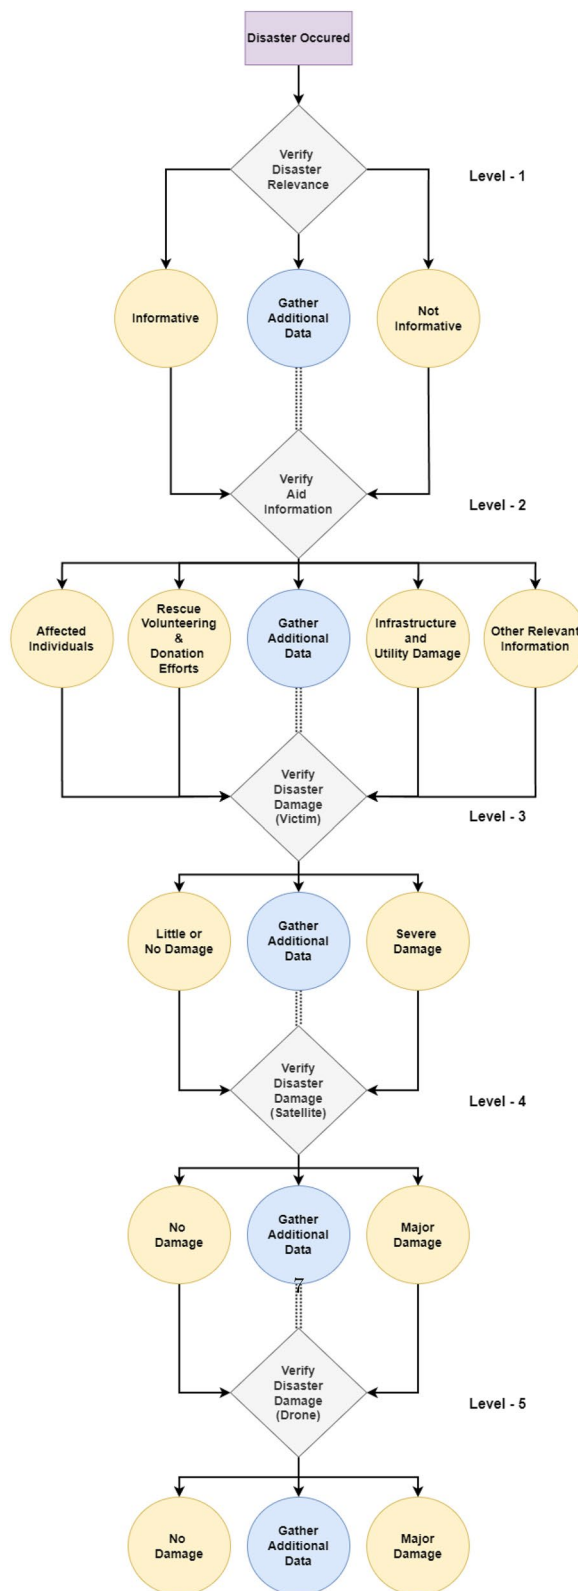 Disaster Occured
Verify
Disaster
Relevance
Level - 1
Informative
Gather
Additional
Data
Not
Informative
Verify
Aid
Information
Level - 2
Affected
Individuals
Rescue
Volunteering
&
Donation
Efforts
Gather
Additional
Data
Infrastructure
and
Utility Damage
Other Relevant
Information
Verify
Disaster
Damage
(Victim)
Level - 3
Little or
No Damage
Gather
Additional
Data
Severe
Damage
Verify
Disaster
Damage
(Satellite)
Level - 4
No
Damage
Gather
Additional
Data
Major
Damage
7
Verify
Disaster
Damage
(Drone)
Level - 5
No
Damage
Gather
Additional
Data
Major
Damage